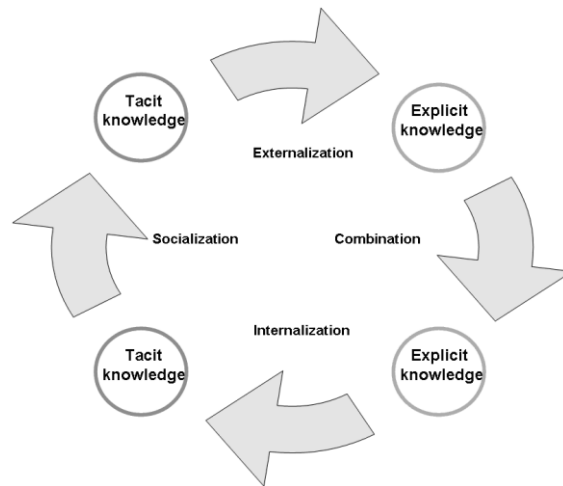 Tacit
knowledge
Explicit
knowledge
Externalization
Socialization
Combination
Internalization
Tacit
knowledge
Explicit
knowledge